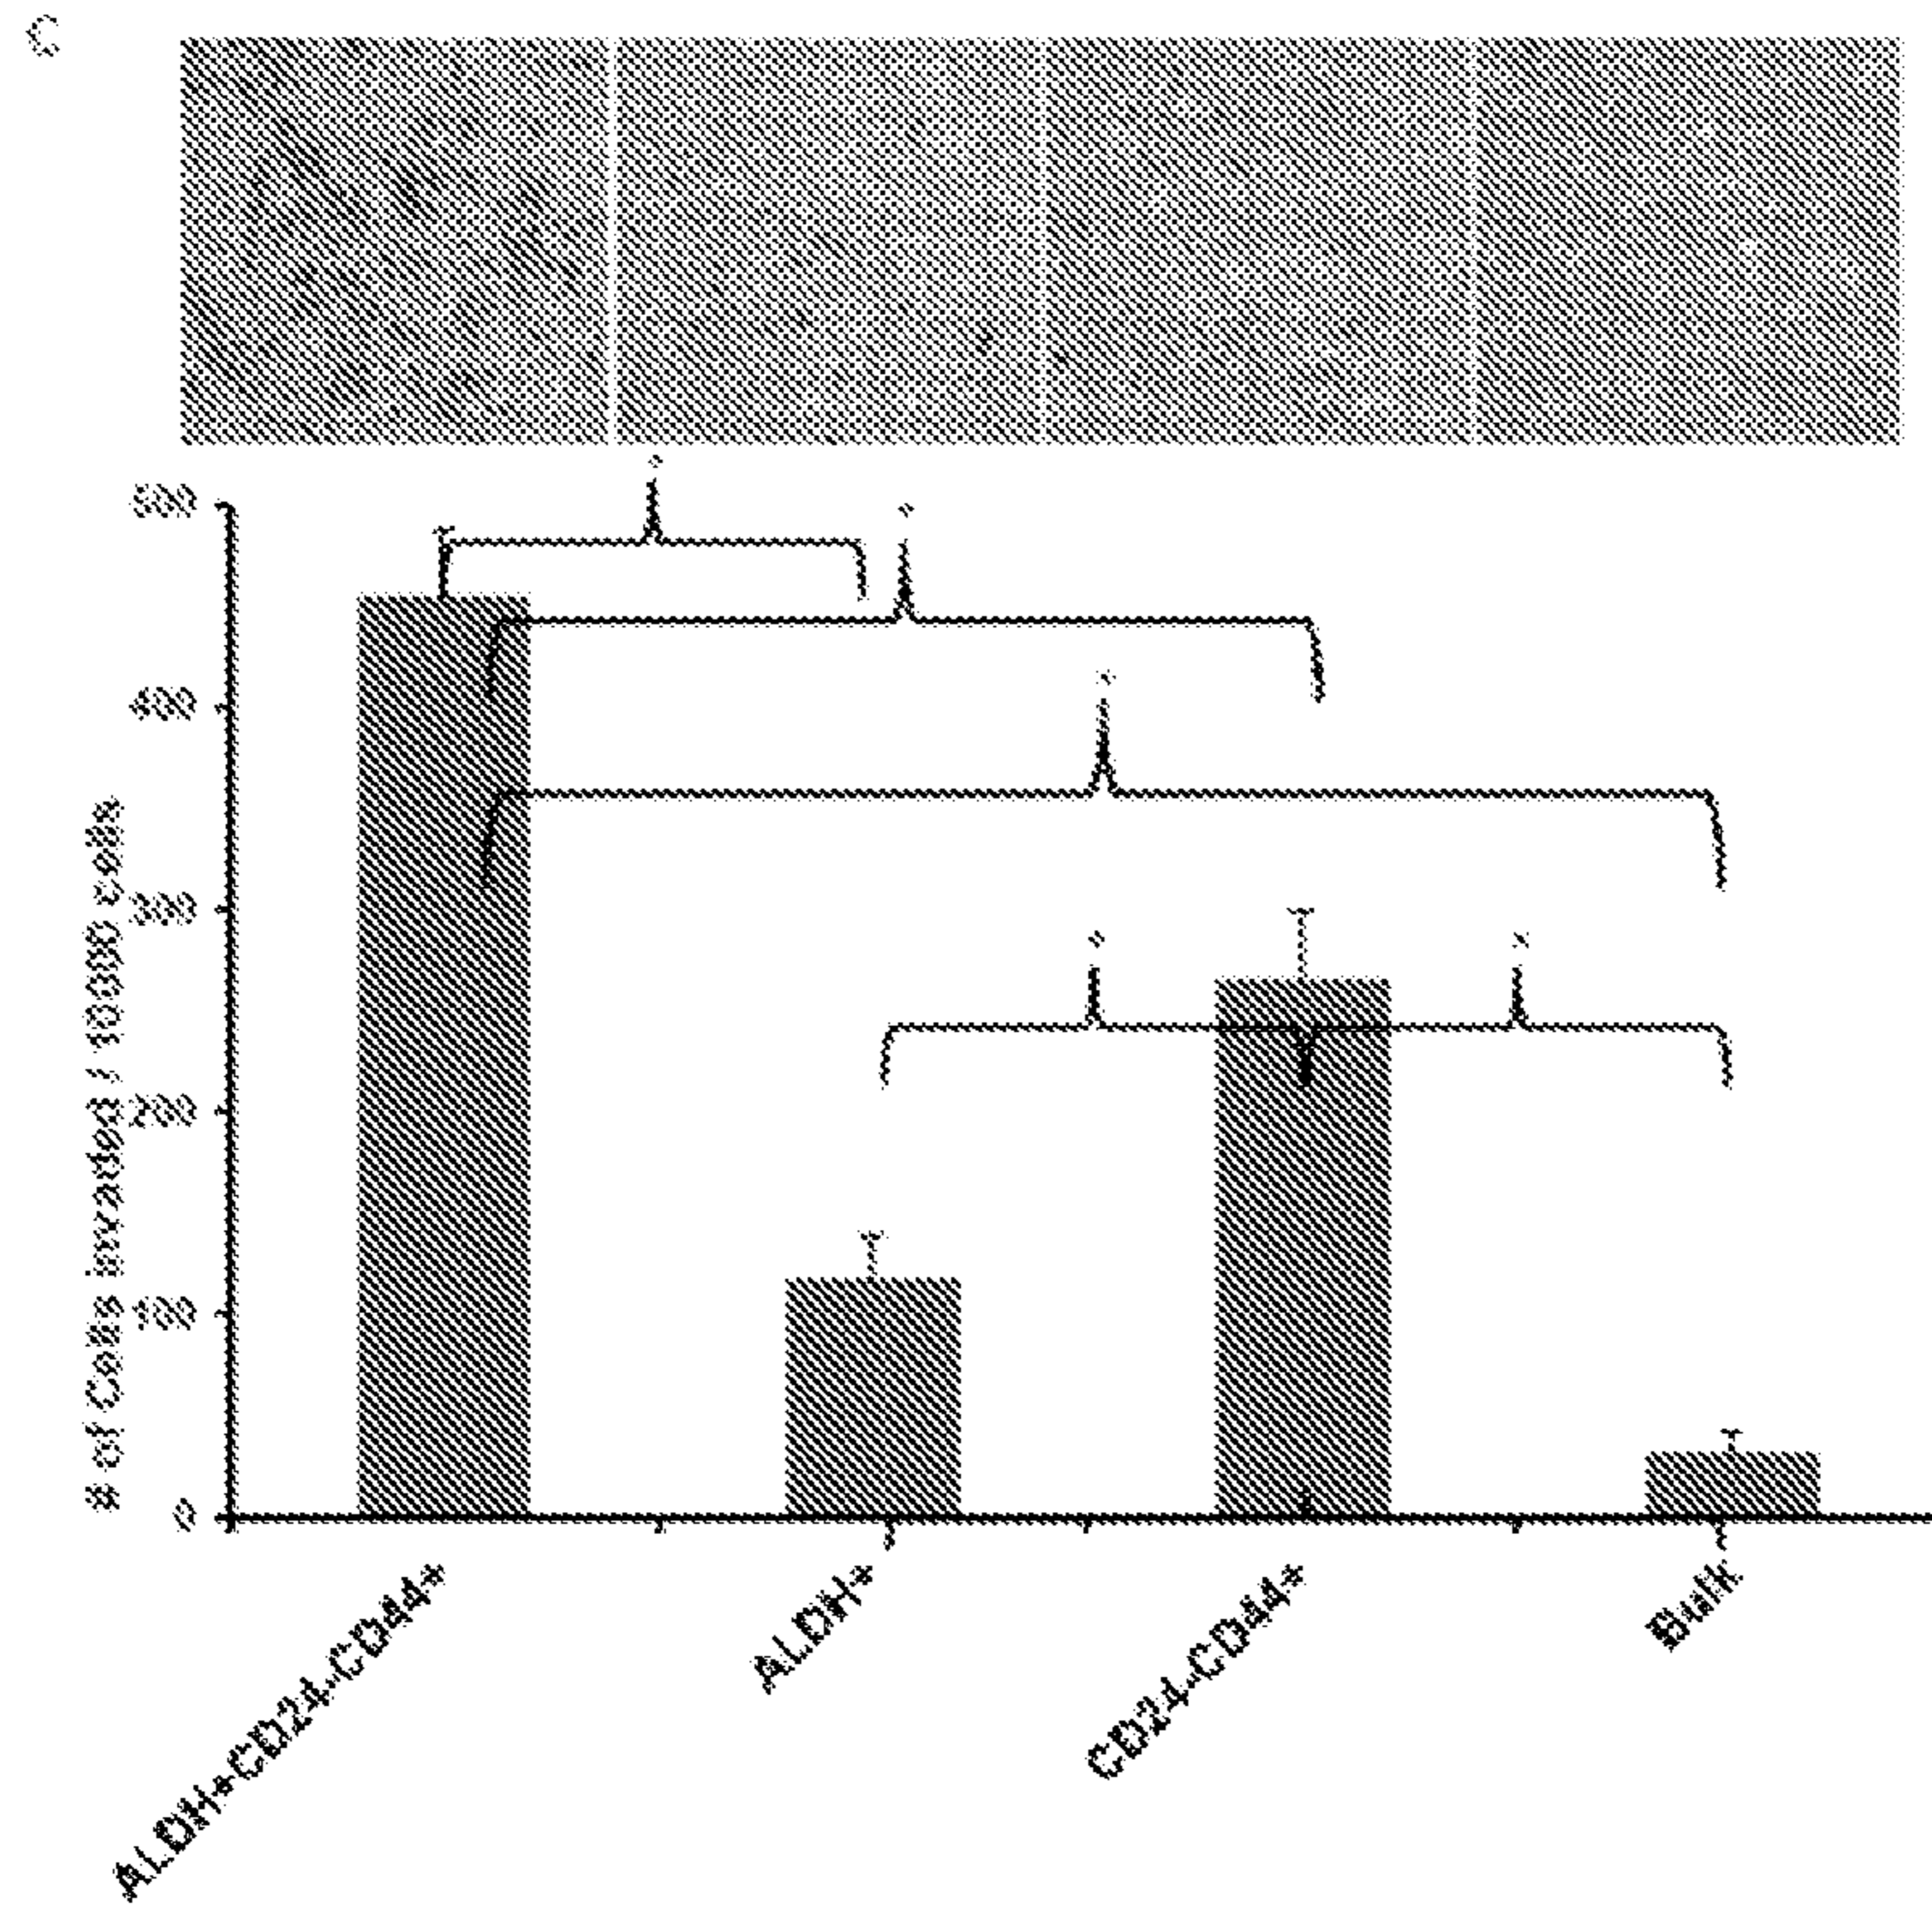 C
500
400
300
200
100
0
# of Cells invaded / 10000 cells
ALDH+CD24-CD44+
ALDH+
CD24-CD44+
Bulk